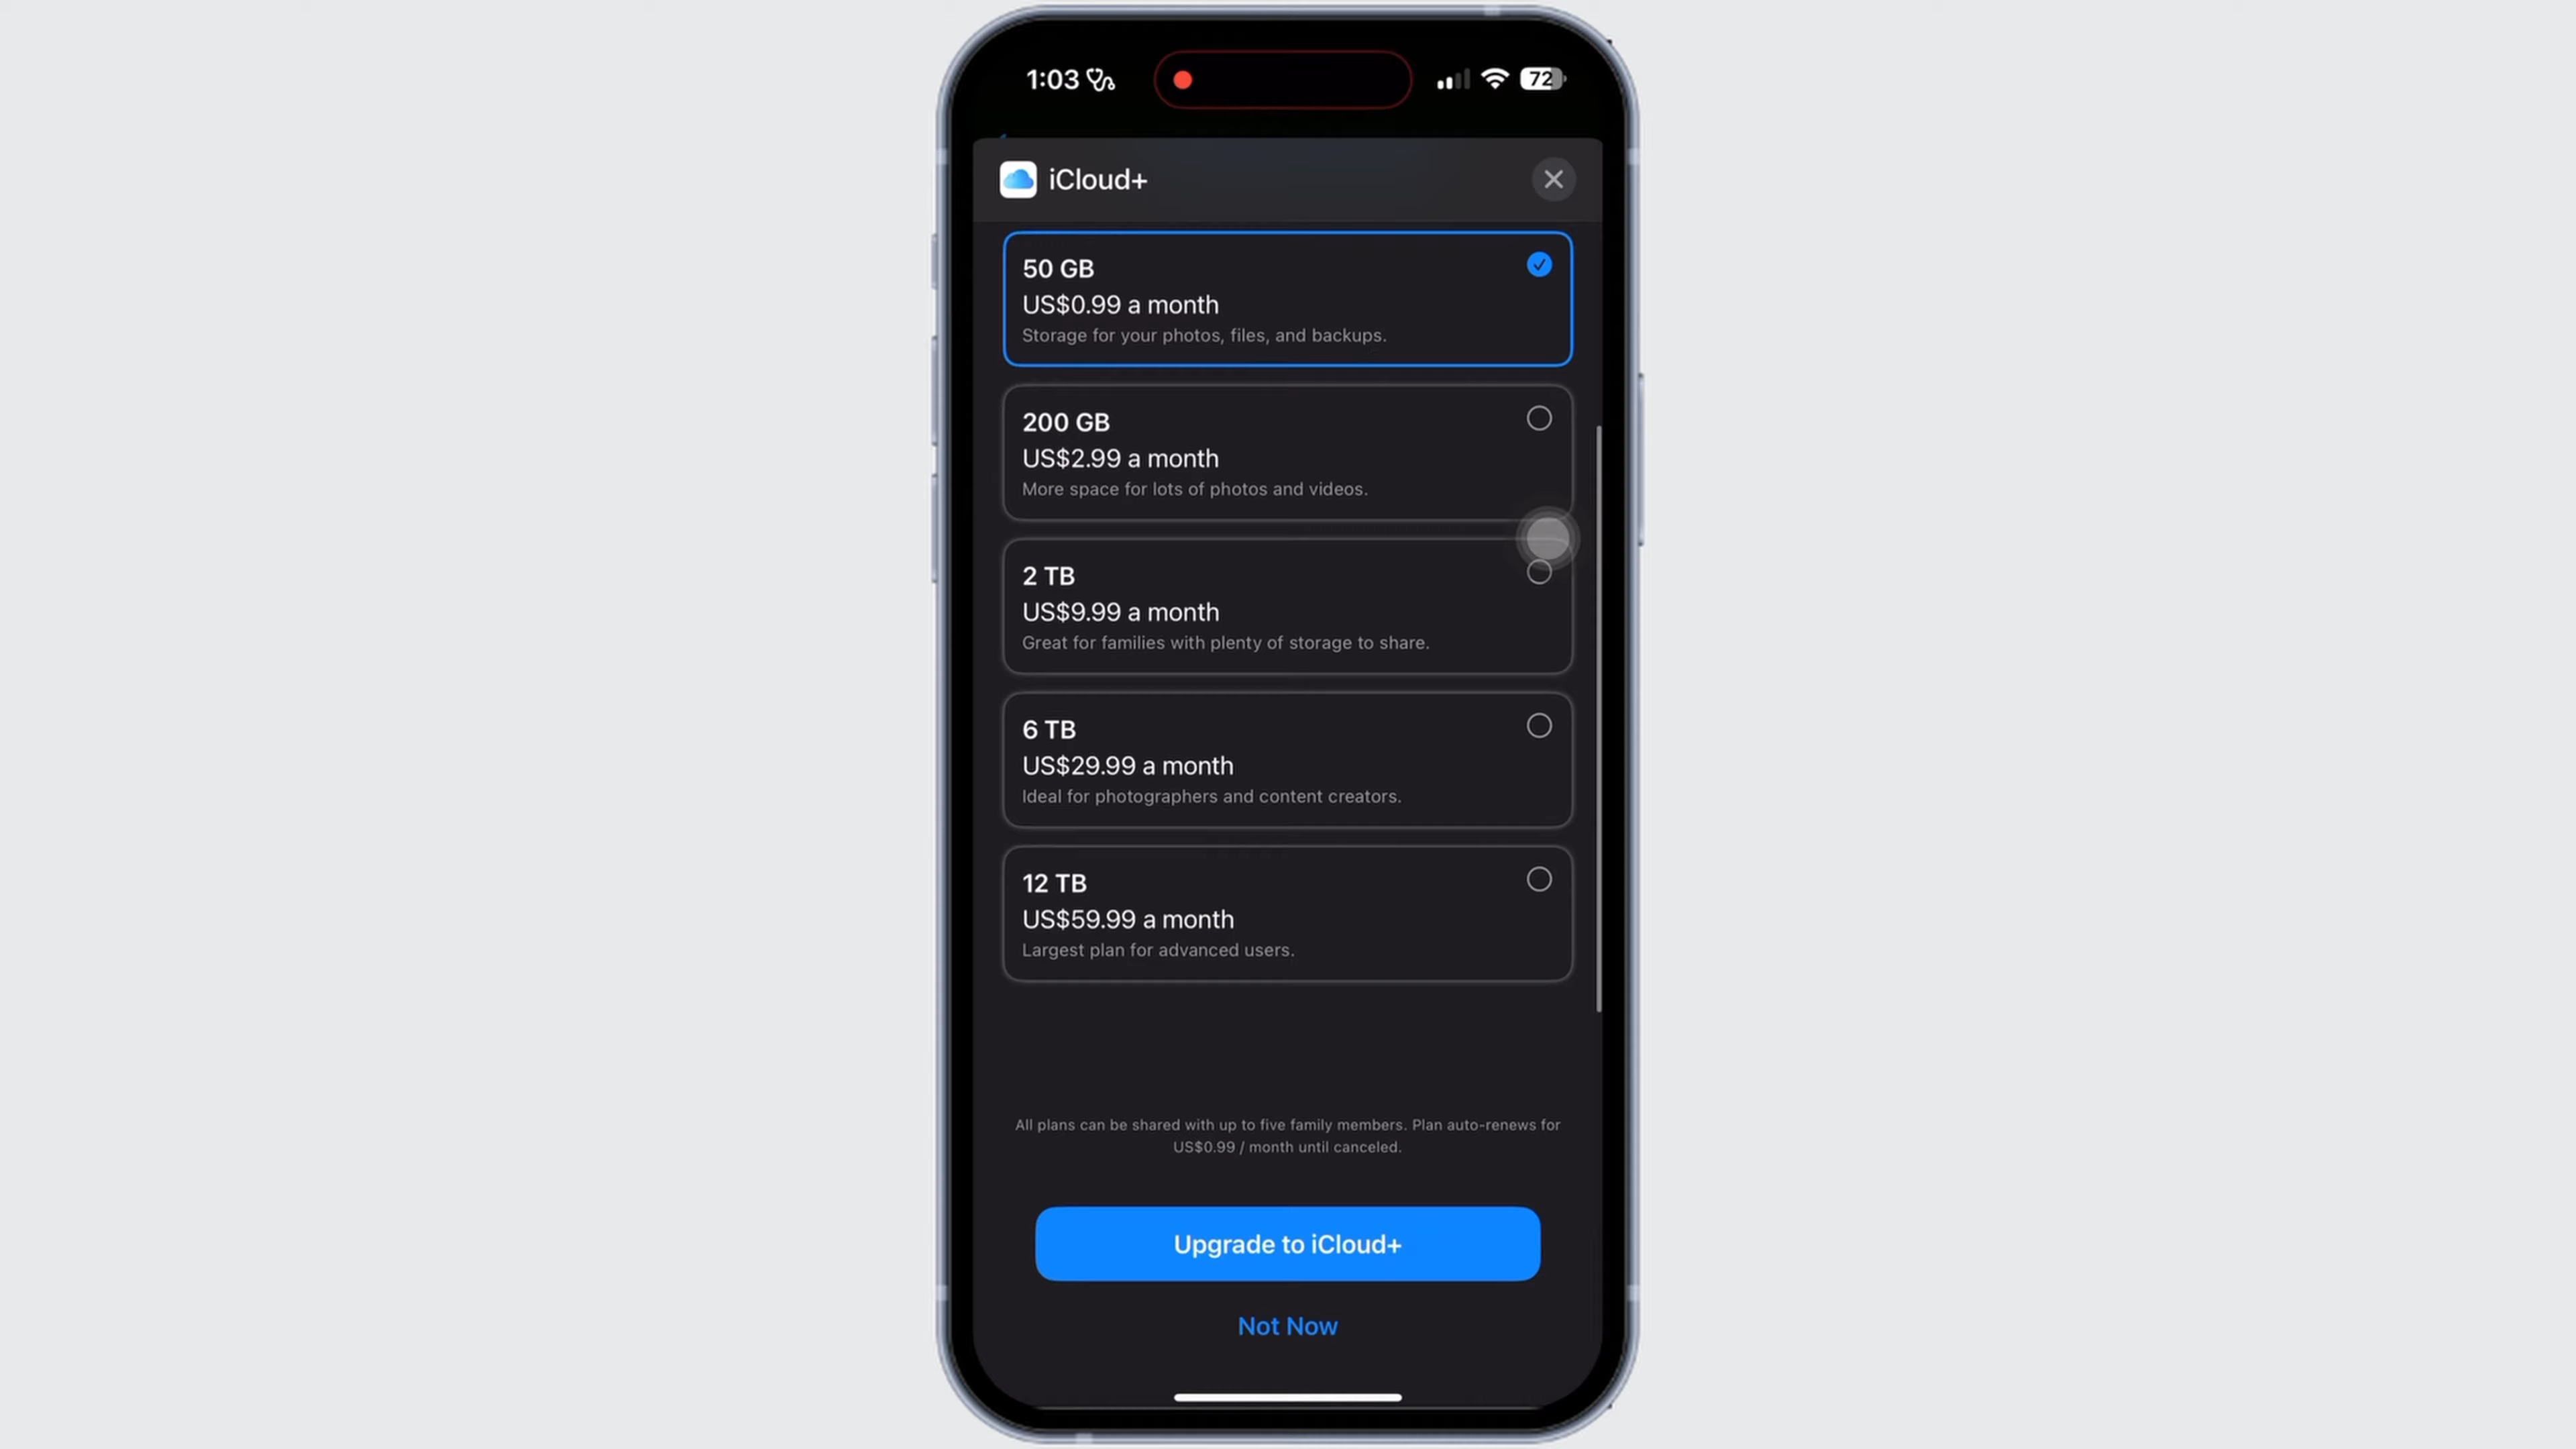 1:03
72
iCloud+
50 GB
US$0.99 a month
Storage for your photos, files, and backups.
200 GB
US$2.99 a month
More space for lots of photos and videos.
2 TB
US$9.99 a month
Great for families with plenty of storage to share.
6 TB
US$29.99 a month
Ideal for photographers and content creators.
12 TB
US$59.99 a month
Largest plan for advanced users.
All plans can be shared with up to five family members. Plan auto-renews for
US$0.99 / month until canceled.
Upgrade to iCloud+
Not Now